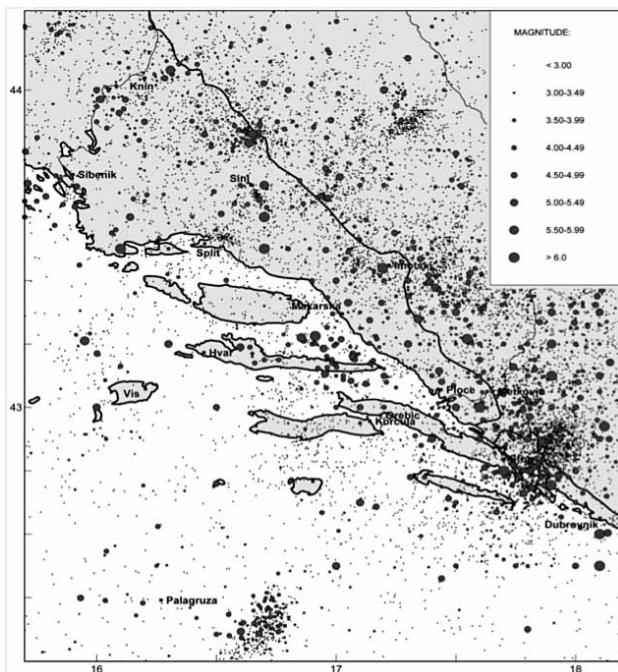 MAGNITUDE:
< 3.00
3.00-3.49
3.50-3.99
4.00-4.49
4.50-4.99
5.00-5.49
5.50-5.99
> 6.0
44
Knin
Sibenik
Sinj
Split
Makarska
Hvar
Ploce
43
Vis
Orebic
Korcula
Dubrovnik
Palagruza
16
17
18